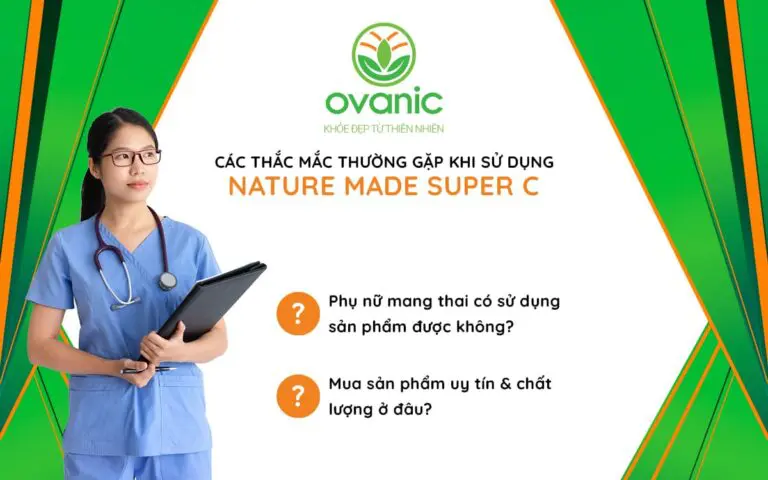 ovanic
KHỎE ĐẸP TỪ THIÊN NHIÊN
CÁC THẮC MẮC THƯỜNG GẶP KHI SỬ DỤNG
NATURE MADE SUPER C
? Phụ nữ mang thai có sử dụng
sản phẩm được không?
? Mua sản phẩm uy tín & chất
lượng ở đâu?